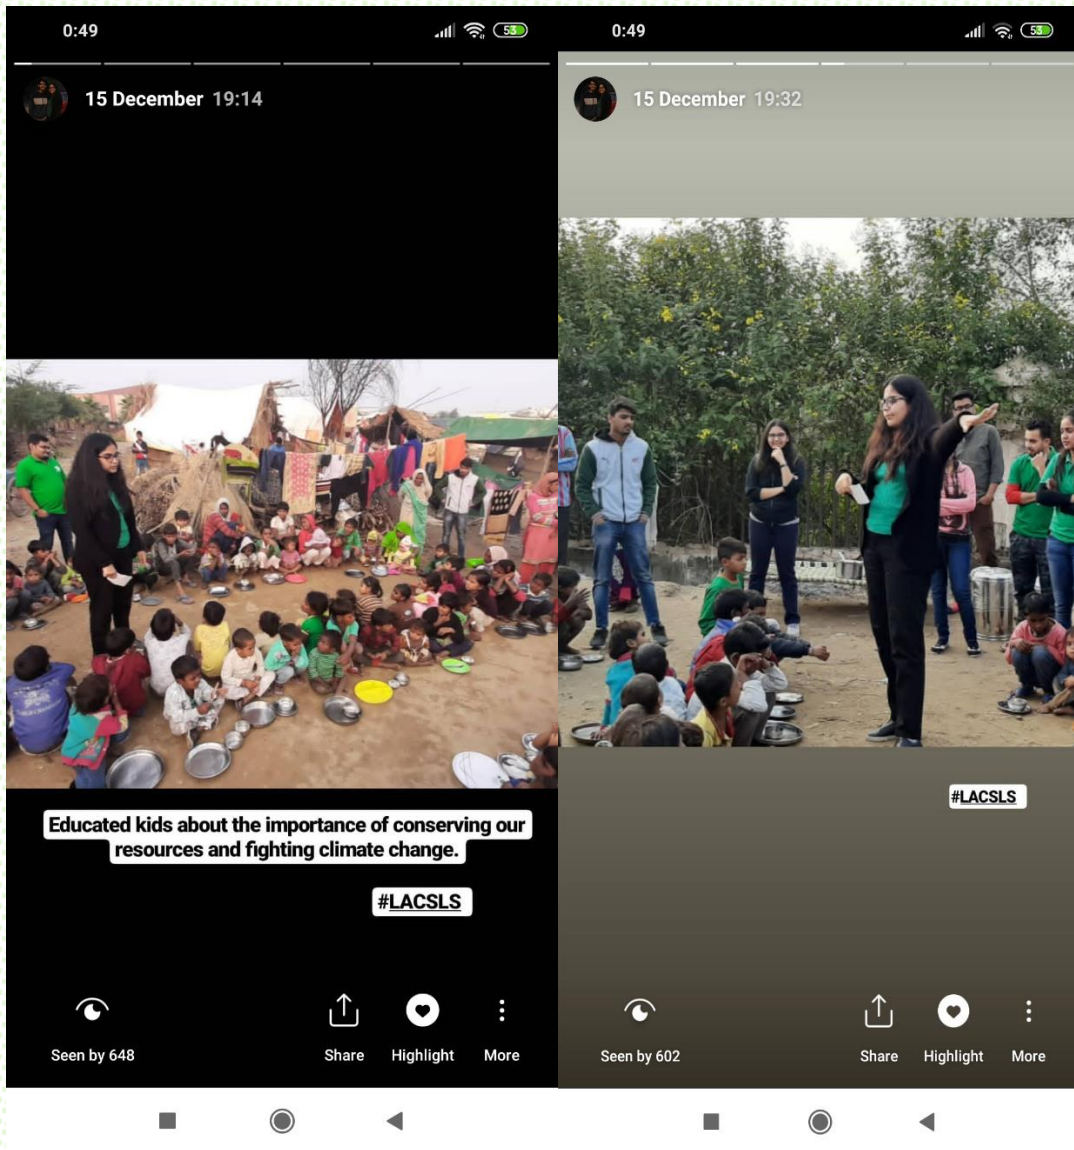 0:49
53
15 December 19:14
Educated kids about the importance of conserving our
resources and fighting climate change.
#LACSLS
Seen by 648
Share
Highlight
More
0:49
53
15 December 19:32
#LACSLS
Seen by 602
Share
Highlight
More